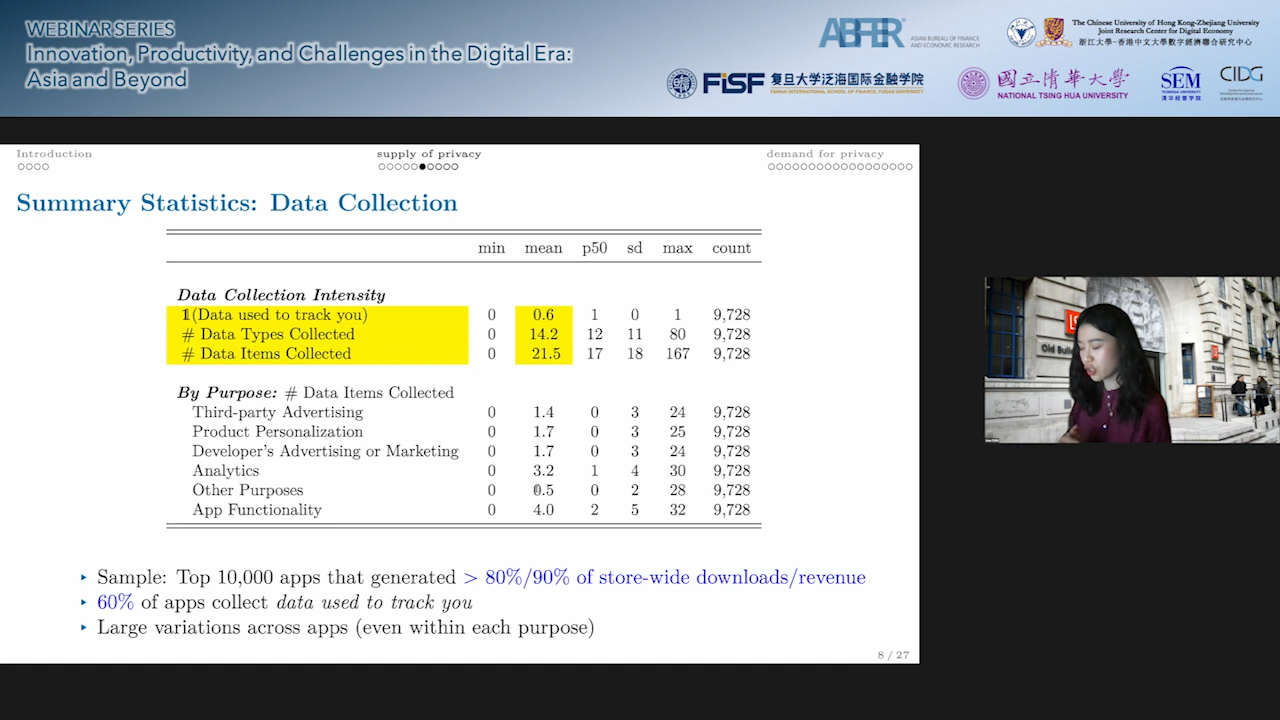 WEBINAR SERIES
Innovation, Productivity, and Challenges in the Digital Era:
Asia and Beyond
ABFER
ASIAN BUREAU OF FINANCE
AND ECONOMIC RESEARCH
The Chinese University of Hong Kong-Zhejiang University
Joint Research Center for Digital Economy
浙江大學-香港中文大學數字經濟聯合研究中心
FISF 复旦大学泛海国际金融学院
FANHAI INTERNATIONAL SCHOOL OF FINANCE, FUDAN UNIVERSITY
國立清華大學
NATIONAL TSING HUA UNIVERSITY
SEM
TSINGHUA UNIVERSITY
清华经管学院
CIDG
Introduction supply of privacy demand for privacy
Summary Statistics: Data Collection
min mean p50 sd max count
Data Collection Intensity
1(Data used to track you) 0 0.6 1 0 1 9,728
# Data Types Collected 0 14.2 12 11 80 9,728
# Data Items Collected 0 21.5 17 18 167 9,728
By Purpose: # Data Items Collected
Third-party Advertising 0 1.4 0 3 24 9,728
Product Personalization 0 1.7 0 3 25 9,728
Developer's Advertising or Marketing 0 1.7 0 3 24 9,728
Analytics 0 3.2 1 4 30 9,728
Other Purposes 0 0.5 0 2 28 9,728
App Functionality 0 4.0 2 5 32 9,728
‣ Sample: Top 10,000 apps that generated > 80%/90% of store-wide downloads/revenue
‣ 60% of apps collect data used to track you
‣ Large variations across apps (even within each purpose)
8 / 27
Old Buil